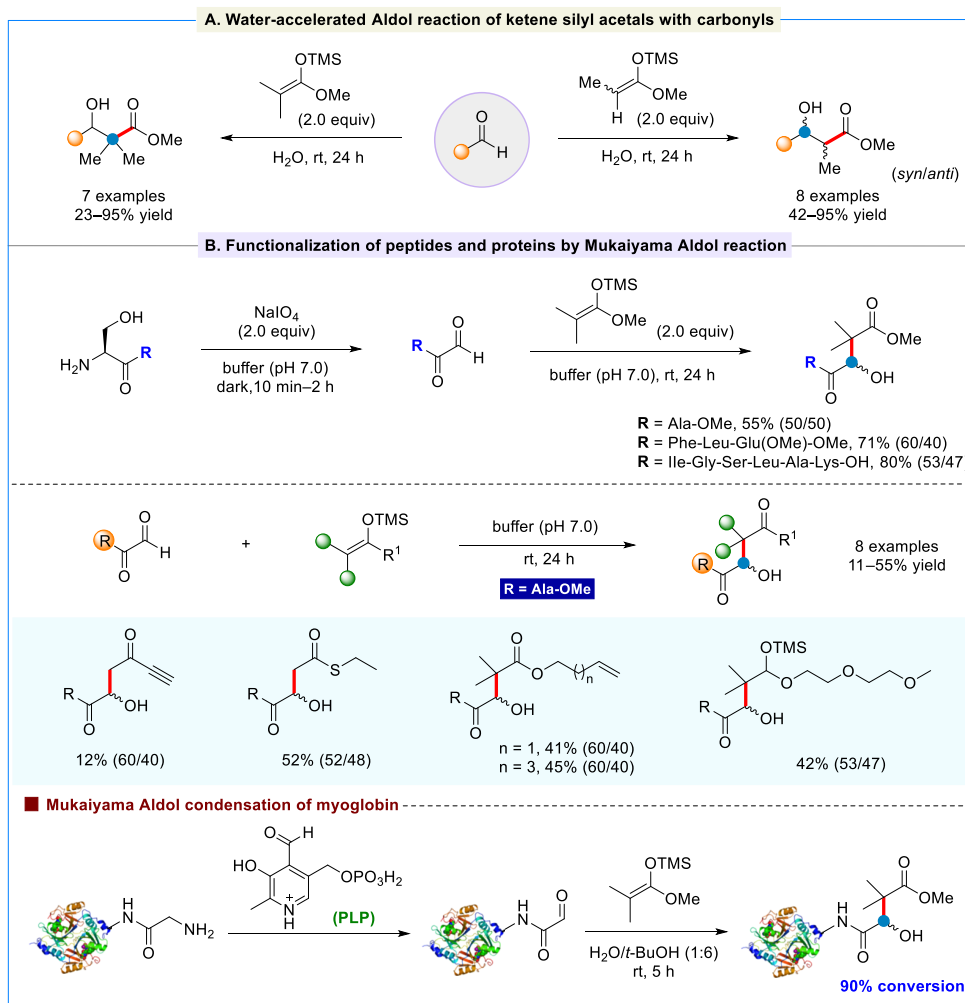 A. Water-accelerated Aldol reaction of ketene silyl acetals with carbonyls
OTMS
OMe
(2.0 equiv)
H2O, rt, 24 h
OH
O
OMe
Me
Me
7 examples
23–95% yield
O
H
OTMS
Me
OMe
H
(2.0 equiv)
H2O, rt, 24 h
OH
O
OMe
Me
(syn/anti)
8 examples
42–95% yield
B. Functionalization of peptides and proteins by Mukaiyama Aldol reaction
OH
R
H2N
O
NaIO4
(2.0 equiv)
buffer (pH 7.0)
dark,10 min–2 h
O
R
H
O
OTMS
OMe
(2.0 equiv)
buffer (pH 7.0), rt, 24 h
O
OMe
R
OH
O
R = Ala-OMe, 55% (50/50)
R = Phe-Leu-Glu(OMe)-OMe, 71% (60/40)
R = Ile-Gly-Ser-Leu-Ala-Lys-OH, 80% (53/47
O
R
H
O
+
OTMS
R1
buffer (pH 7.0)
rt, 24 h
R = Ala-OMe
O
R1
R
OH
O
8 examples
11–55% yield
O
R
OH
O
12% (60/40)
O
S
R
OH
O
52% (52/48)
O
O
( )n
R
OH
O
n = 1, 41% (60/40)
n = 3, 45% (60/40)
OTMS
O
O
O
R
OH
O
42% (53/47)
Mukaiyama Aldol condensation of myoglobin
H
N
O
NH2
O
H
HO
OPO3H2
+
N
H
(PLP)
H
N
O
O
OTMS
OMe
H2O/t-BuOH (1:6)
rt, 5 h
O
OMe
H
N
O
OH
90% conversion